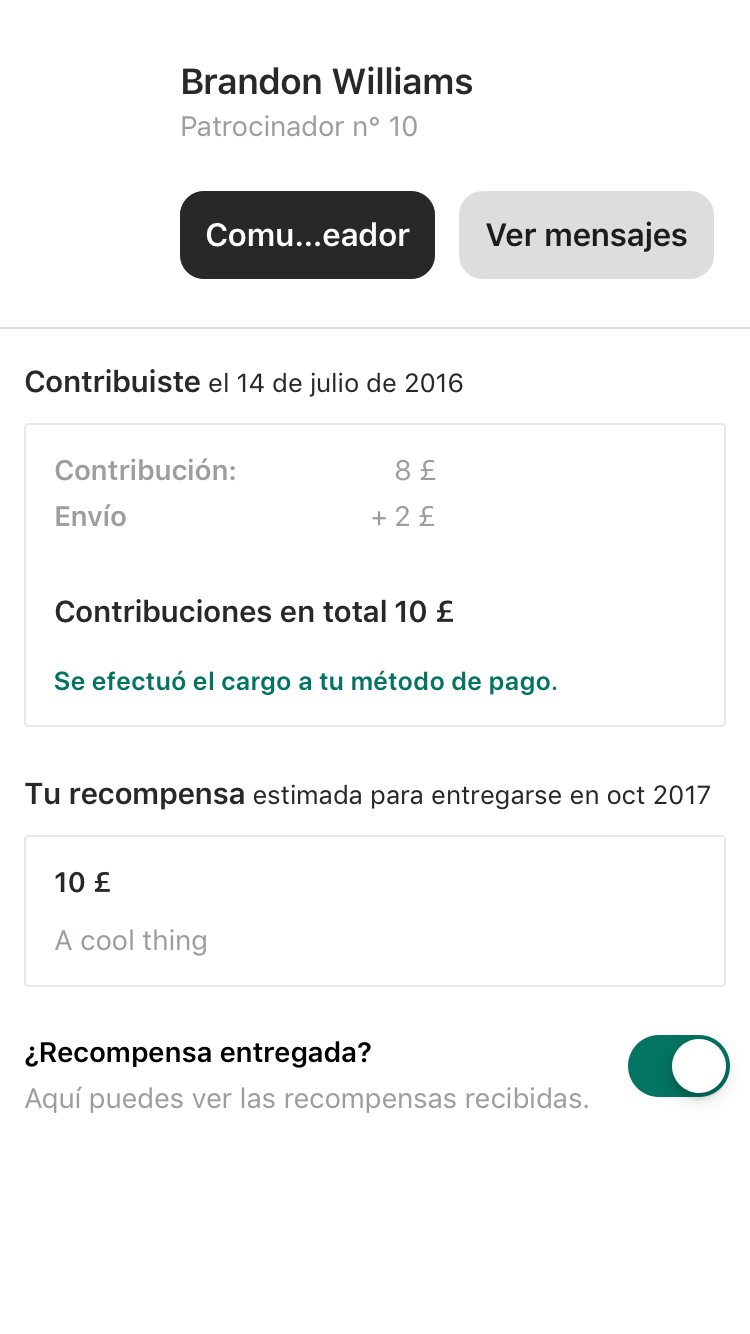 Brandon Williams
Patrocinador n° 10
Comu...eador
Ver mensajes
Contribuiste el 14 de julio de 2016
Contribución: 8 £
Envío + 2 £
Contribuciones en total 10 £
Se efectuó el cargo a tu método de pago.
Tu recompensa estimada para entregarse en oct 2017
10 £
A cool thing
¿Recompensa entregada?
Aquí puedes ver las recompensas recibidas.